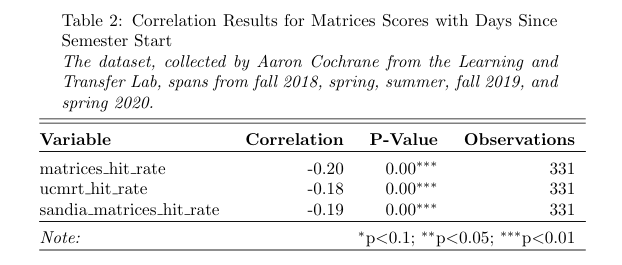 Table 2: Correlation Results for Matrices Scores with Days Since
Semester Start
The dataset, collected by Aaron Cochrane from the Learning and
Transfer Lab, spans from fall 2018, spring, summer, fall 2019, and
spring 2020.
Variable Correlation P-Value Observations
matrices_hit_rate -0.20 0.00*** 331
ucmrt_hit_rate -0.18 0.00*** 331
sandia_matrices_hit_rate -0.19 0.00*** 331
Note: *p<0.1; **p<0.05; ***p<0.01